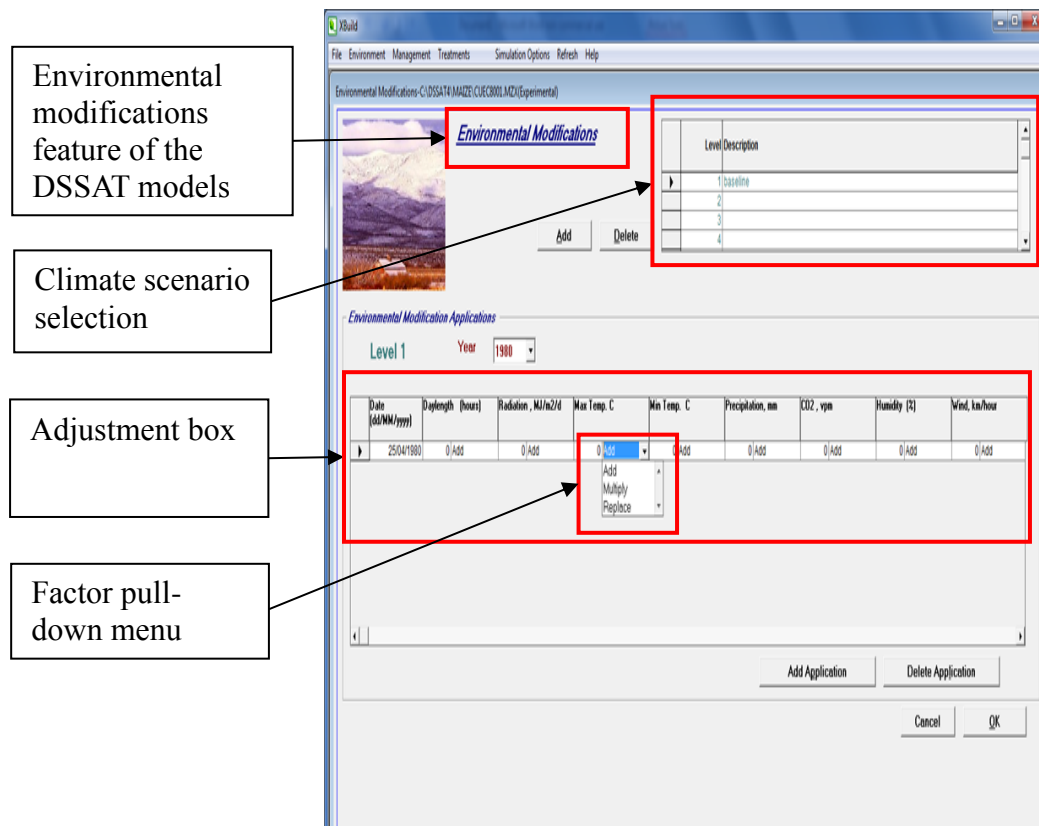 XBuild
File Environment Management Treatments Simulation Options Refresh Help
Environmental Modifications-C:\DSSAT4\MAIZE\CUEC8001.MZX(Experimental)
Environmental
modifications
feature of the
DSSAT models
Environmental Modifications
Level Description
1 baseline
2
3
4
Add Delete
Climate scenario
selection
Environmental Modification Applications
Level 1 Year 1980
Adjustment box
Date
(dd/MM/yyyy)
Daylength (hours)
Radiation , MJ/m2/d
Max Temp. C
Min Temp. C
Precipitation, mm
CO2 , vpm
Humidity (%)
Wind, km/hour
25/04/1980 0 Add 0 Add 0 Add 0 Add 0 Add 0 Add 0 Add 0 Add
Add
Multiply
Replace
Factor pull-
down menu
Add Application Delete Application
Cancel OK